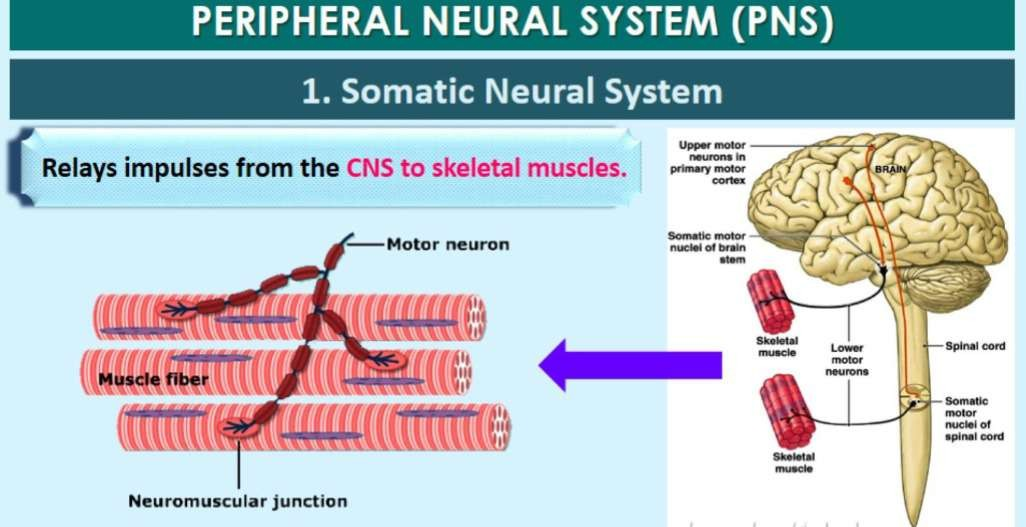 PERIPHERAL NEURAL SYSTEM (PNS)
1. Somatic Neural System
Relays impulses from the CNS to skeletal muscles.
Motor neuron
Muscle fiber
Neuromuscular junction
Upper motor
neurons in
primary motor
cortex
BRAIN
Somatic motor
nuclei of brain
stem
Skeletal
muscle
Lower
motor
neurons
Spinal cord
Somatic
motor
nuclei of
spinal cord
Skeletal
muscle